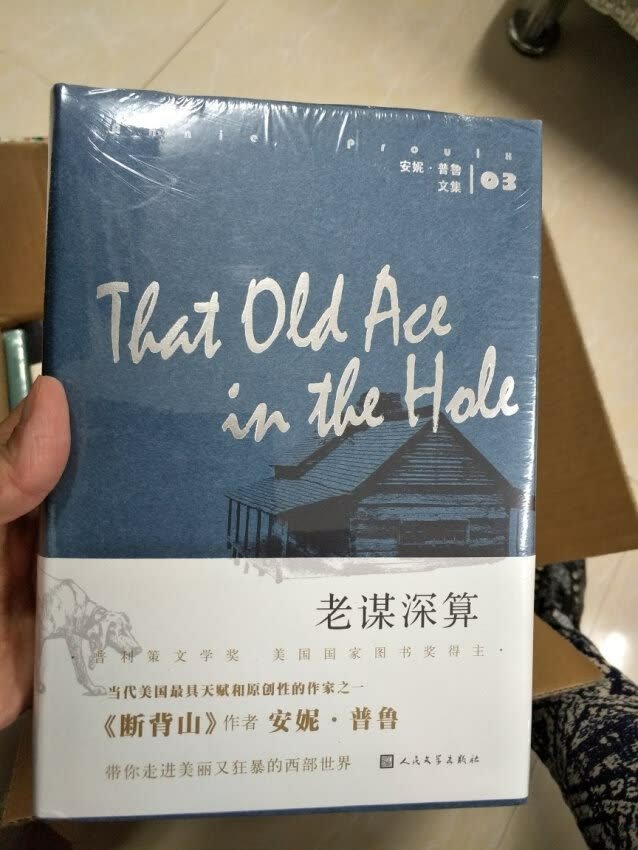 Annie Proulx
安妮·普鲁
文集
03
That Old Ace
in the Hole
老谋深算
·普利策文学奖 美国国家图书奖得主·
当代美国最具天赋和原创性的作家之一
《断背山》作者 安妮·普鲁
带你走进美丽又狂暴的西部世界
人民文学出版社